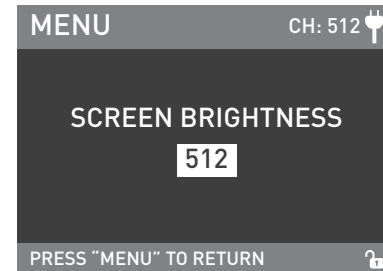 MENU CH: 512
SCREEN BRIGHTNESS
512
PRESS “MENU” TO RETURN